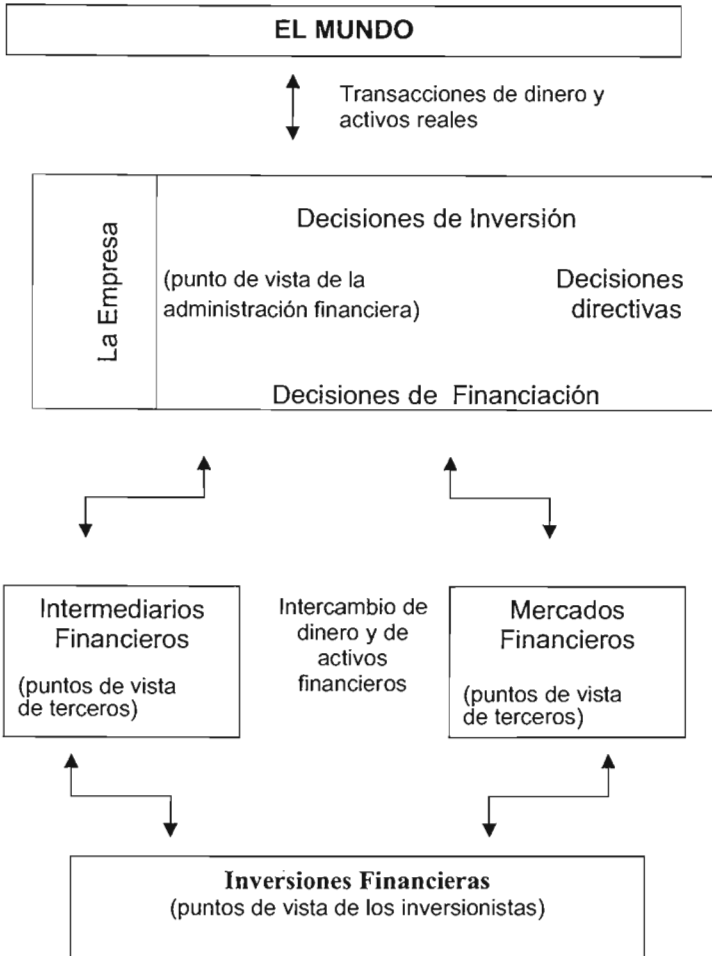 EL MUNDO
Transacciones de dinero y
activos reales
La Empresa
Decisiones de Inversión
(punto de vista de la
administración financiera)
Decisiones
directivas
Decisiones de Financiación
Intermediarios
Financieros
(puntos de vista
de terceros)
Intercambio de
dinero y de
activos
financieros
Mercados
Financieros
(puntos de vista
de terceros)
Inversiones Financieras
(puntos de vista de los inversionistas)